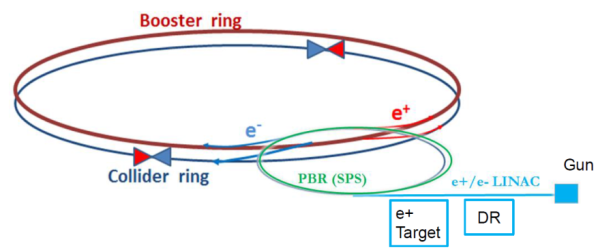 Booster ring
e+
e-
Collider ring
PBR (SPS)
e+/e- LINAC
Gun
e+
Target
DR